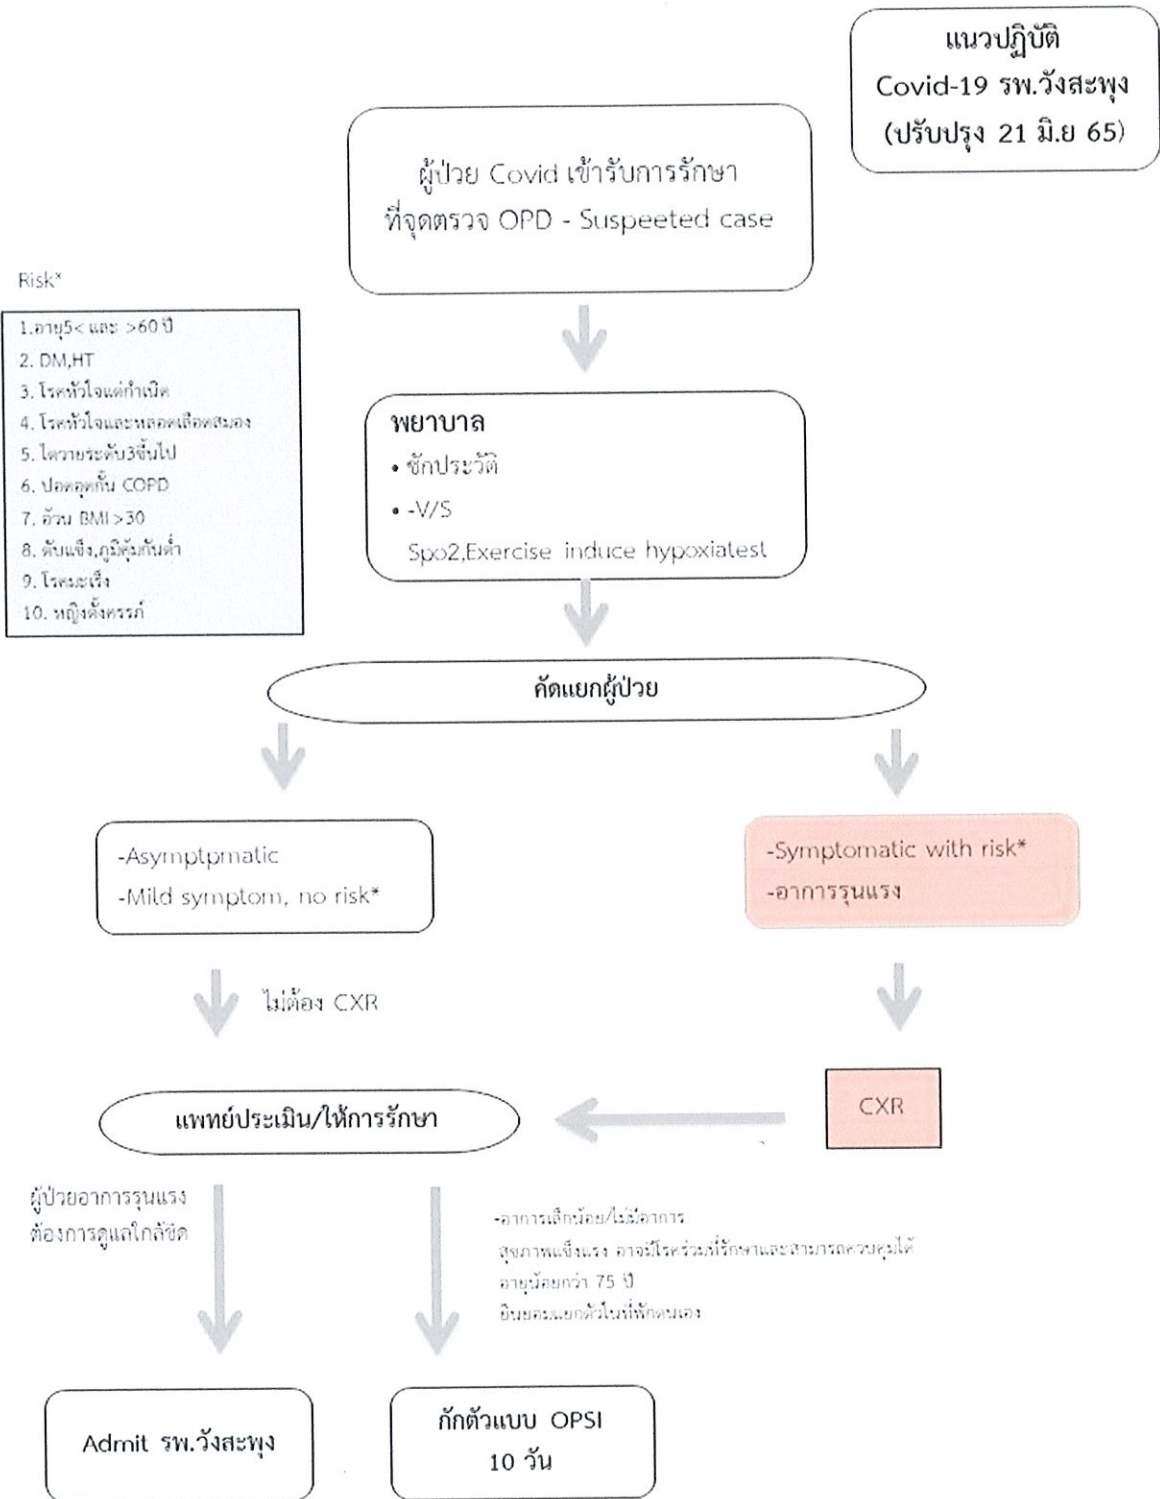 แนวปฏิบัติ
Covid-19 รพ.วังสะพุง
(ปรับปรุง 21 มิ.ย 65)
ผู้ป่วย Covid เข้ารับการรักษา
ที่จุดตรวจ OPD - Suspeeted case
Risk*
1.อายุ5< และ >60 ปี
2. DM,HT
3. โรคหัวใจแต่กำเนิด
4. โรคหัวใจและหลอดเลือดสมอง
5. ไตวายระดับ3ขึ้นไป
6. ปอดอุดกั้น COPD
7. อ้วน BMI >30
8. ตับแข็ง,ภูมิคุ้มกันต่ำ
9. โรคมะเร็ง
10. หญิงตั้งครรภ์
พยาบาล
• ซักประวัติ
• -V/S
Spo2,Exercise induce hypoxiatest
คัดแยกผู้ป่วย
-Asymptpmatic
-Mild symptom, no risk*
-Symptomatic with risk*
-อาการรุนแรง
ไม่ต้อง CXR
CXR
แพทย์ประเมิน/ให้การรักษา
ผู้ป่วยอาการรุนแรง
ต้องการดูแลใกล้ชิด
-อาการเล็กน้อย/ไม่มีอาการ
สุขภาพแข็งแรง อาจมีโรคร่วมที่รักษาและสามารถควบคุมได้
อายุน้อยกว่า 75 ปี
ยินยอมแยกตัวในที่พักตนเอง
Admit รพ.วังสะพุง
กักตัวแบบ OPSI
10 วัน